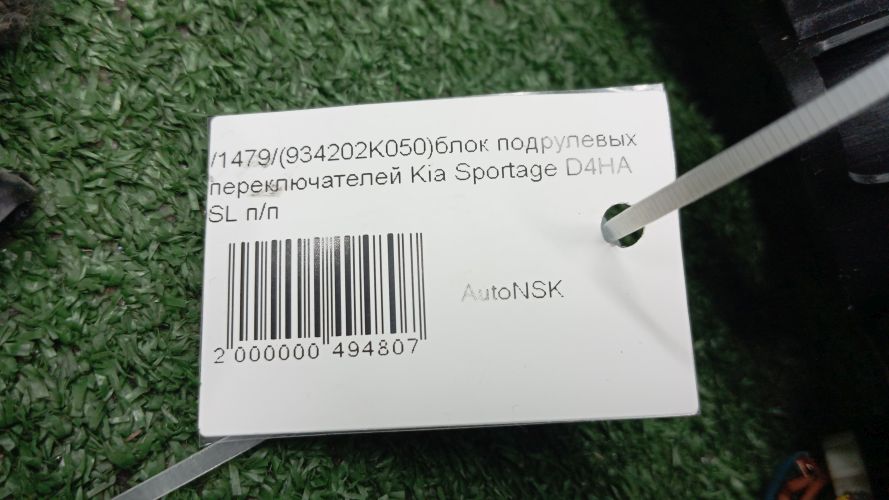 /1479/(934202K050)блок подрулевых
переключателей Kia Sportage D4HA
SL п/п
AutoNSK
2 000000 494807